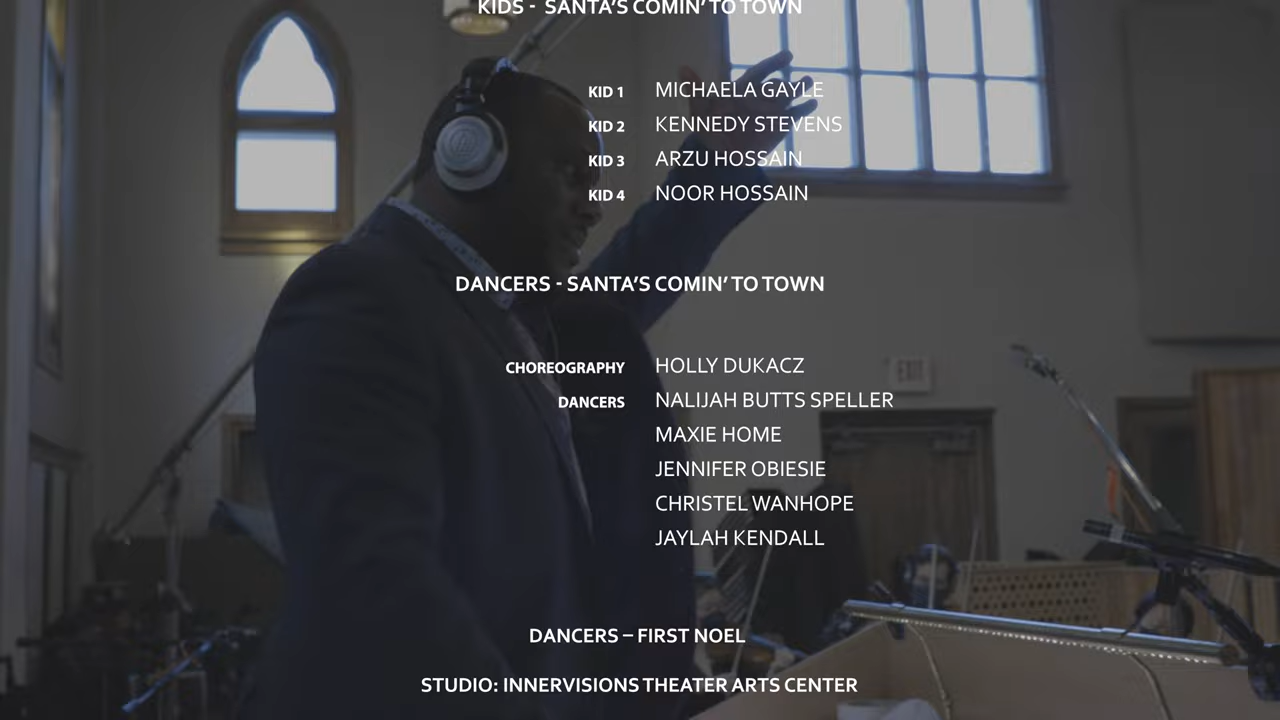 KIDS - SANTA'S COMIN' TO TOWN
KID 1 MICHAELA GAYLE
KID 2 KENNEDY STEVENS
KID 3 ARZU HOSSAIN
KID 4 NOOR HOSSAIN
DANCERS - SANTA'S COMIN' TO TOWN
EXIT
CHOREOGRAPHY HOLLY DUKACZ
DANCERS NALIJAH BUTTS SPELLER
MAXIE HOME
JENNIFER OBIESIE
CHRISTEL WANHOPE
JAYLAH KENDALL
DANCERS – FIRST NOEL
STUDIO: INNERVISIONS THEATER ARTS CENTER